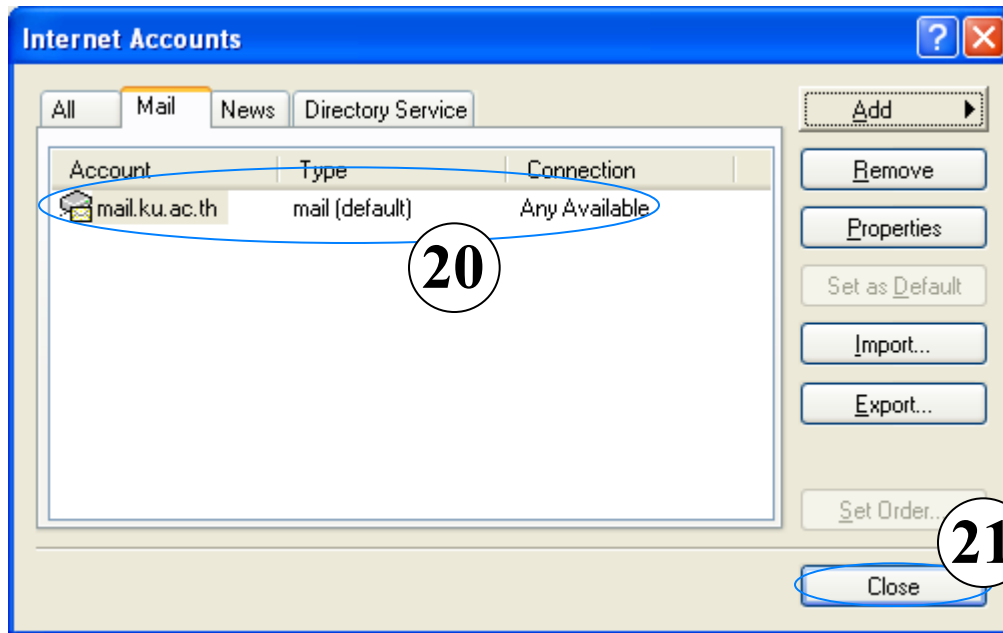 Internet Accounts
All Mail News Directory Service
Add
Account Type Connection
Remove
mail.ku.ac.th mail (default) Any Available
Properties
20
Set as Default
Import...
Export...
Set Order...
21
Close